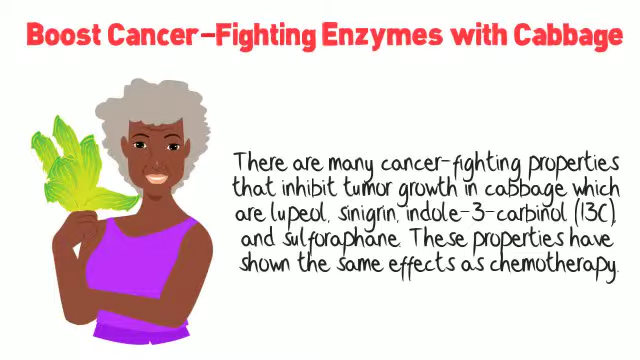 Boost Cancer-Fighting Enzymes with Cabbage
There are many cancer-fighting properties
that inhibit tumor growth in cabbage which
are lupeol, sinigrin, indole-3-carbinol (I3C),
and sulforaphane. These properties have
shown the same effects as chemotherapy.